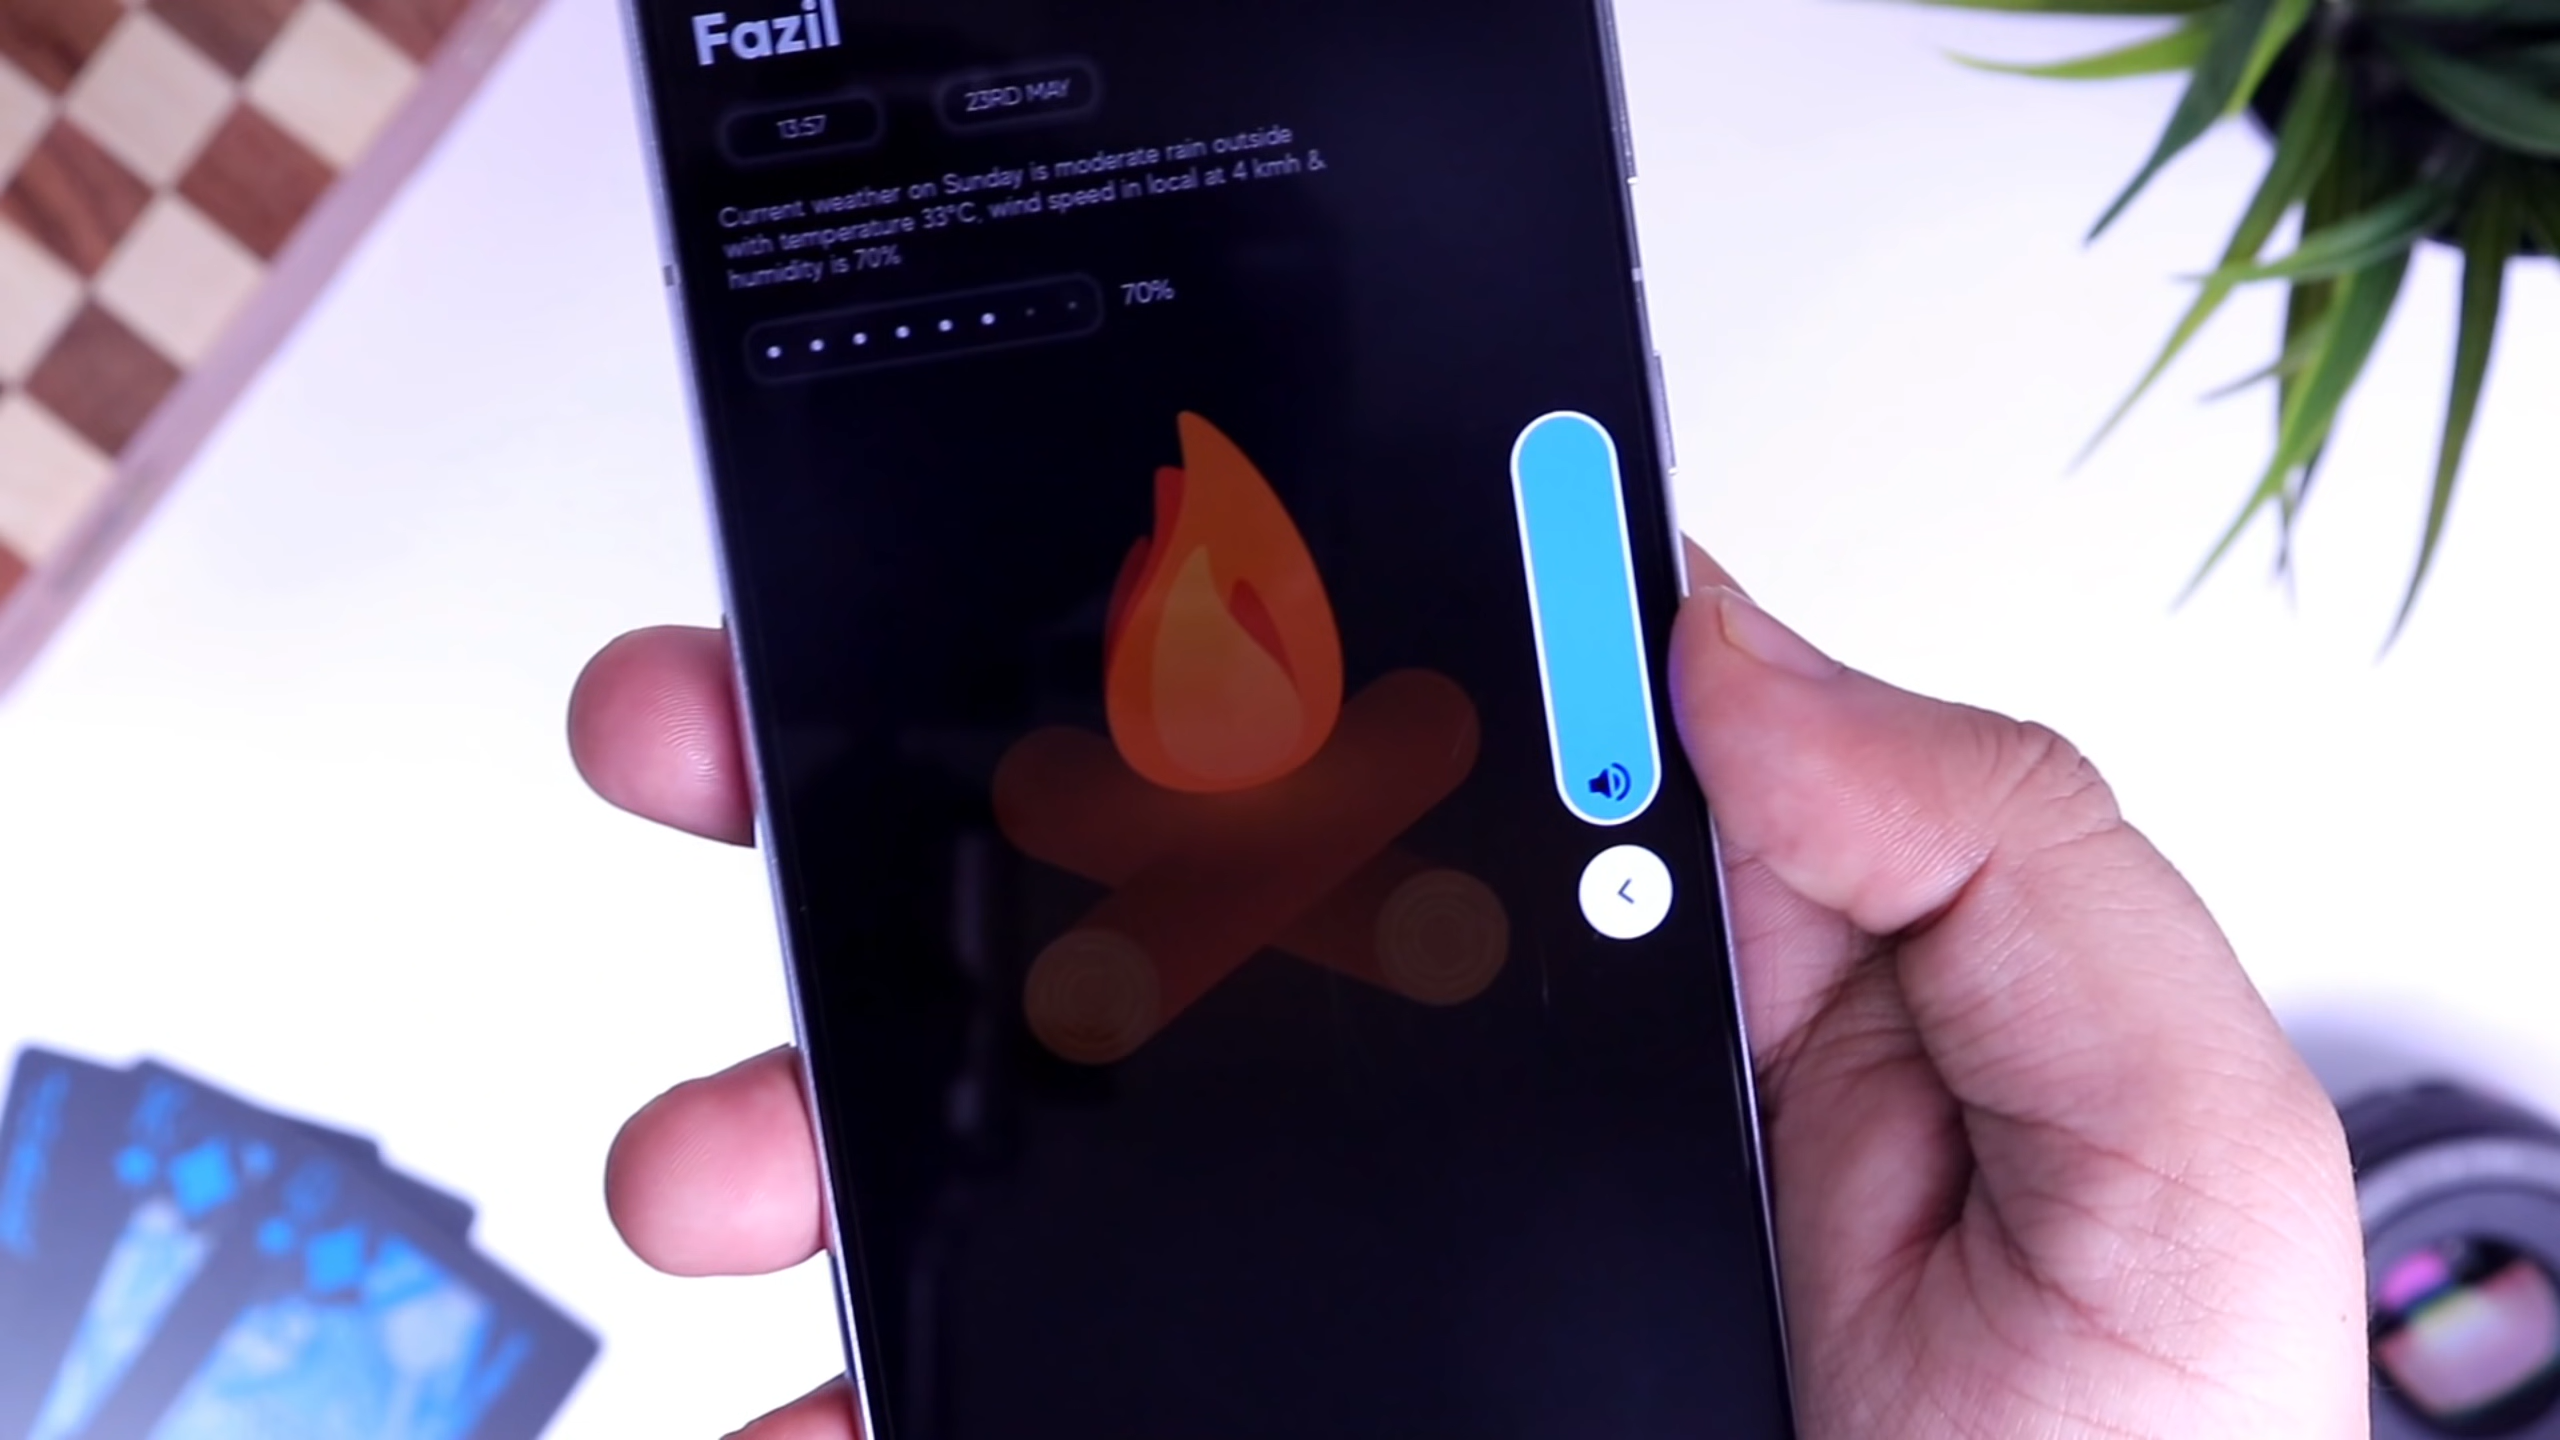 Fazil
13:57
23RD MAY
Current weather on Sunday is moderate rain outside
with temperature 33°C, wind speed in local at 4 kmh &
humidity is 70%
70%